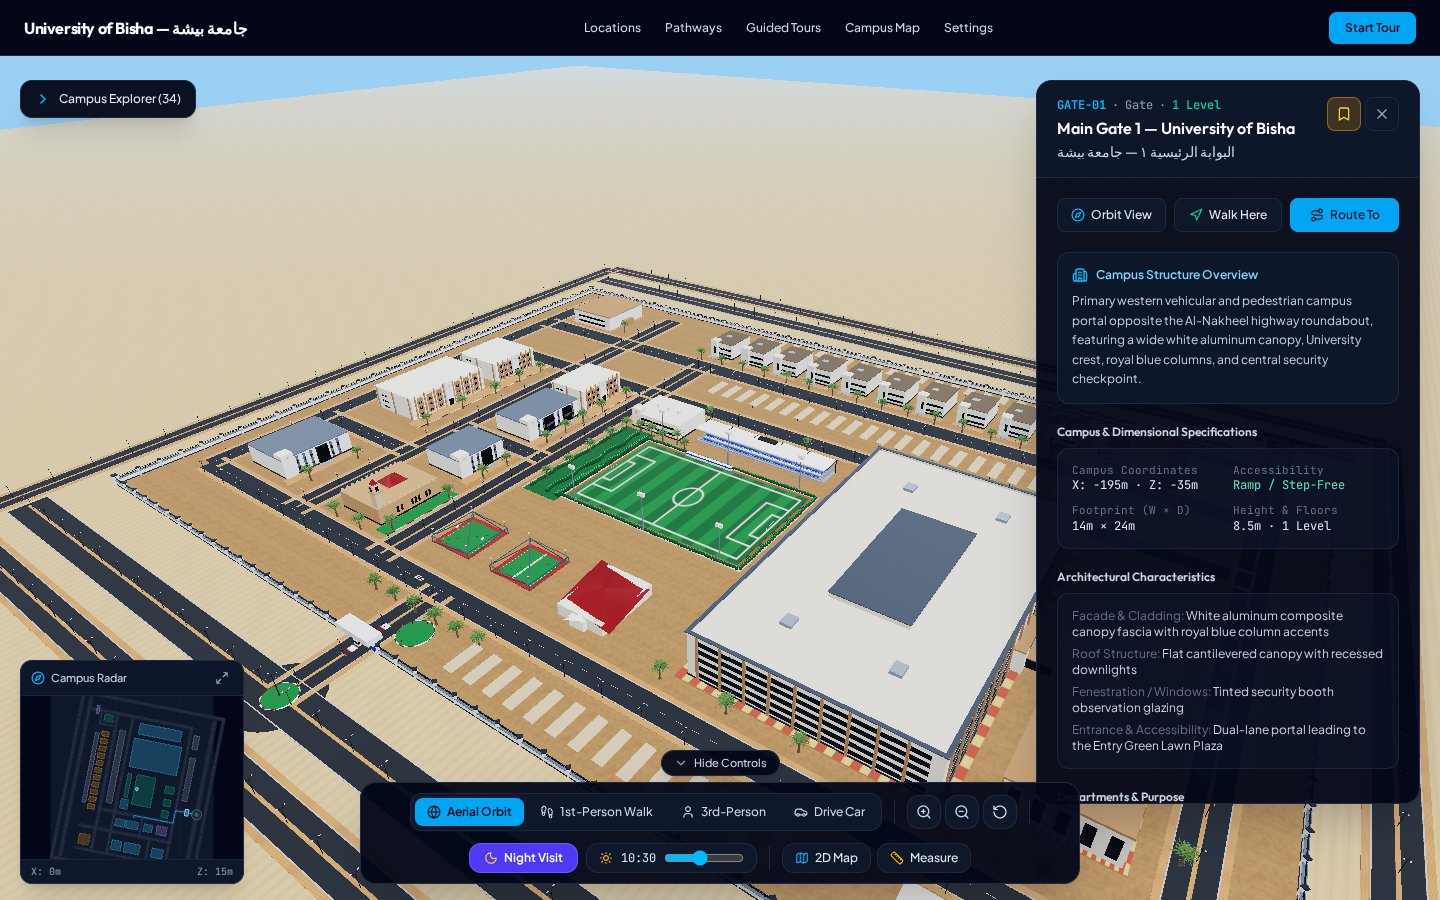 University of Bisha — جامعة بيشة
Locations
Pathways
Guided Tours
Campus Map
Settings
Start Tour
Campus Explorer (34)
GATE-01 · Gate · 1 Level
Main Gate 1 — University of Bisha
البوابة الرئيسية ١ — جامعة بيشة
Orbit View
Walk Here
Route To
Campus Structure Overview
Primary western vehicular and pedestrian campus
portal opposite the Al-Nakheel highway roundabout,
featuring a wide white aluminum canopy, University
crest, royal blue columns, and central security
checkpoint.
Campus & Dimensional Specifications
Campus Coordinates
X: -195m · Z: -35m
Accessibility
Ramp / Step-Free
Footprint (W × D)
14m × 24m
Height & Floors
8.5m · 1 Level
Architectural Characteristics
Facade & Cladding: White aluminum composite
canopy fascia with royal blue column accents
Roof Structure: Flat cantilevered canopy with recessed
downlights
Fenestration / Windows: Tinted security booth
observation glazing
Entrance & Accessibility: Dual-lane portal leading to
the Entry Green Lawn Plaza
Departments & Purpose
Campus Radar
X: 0m
Z: 15m
Hide Controls
Aerial Orbit
1st-Person Walk
3rd-Person
Drive Car
Night Visit
10:30
2D Map
Measure